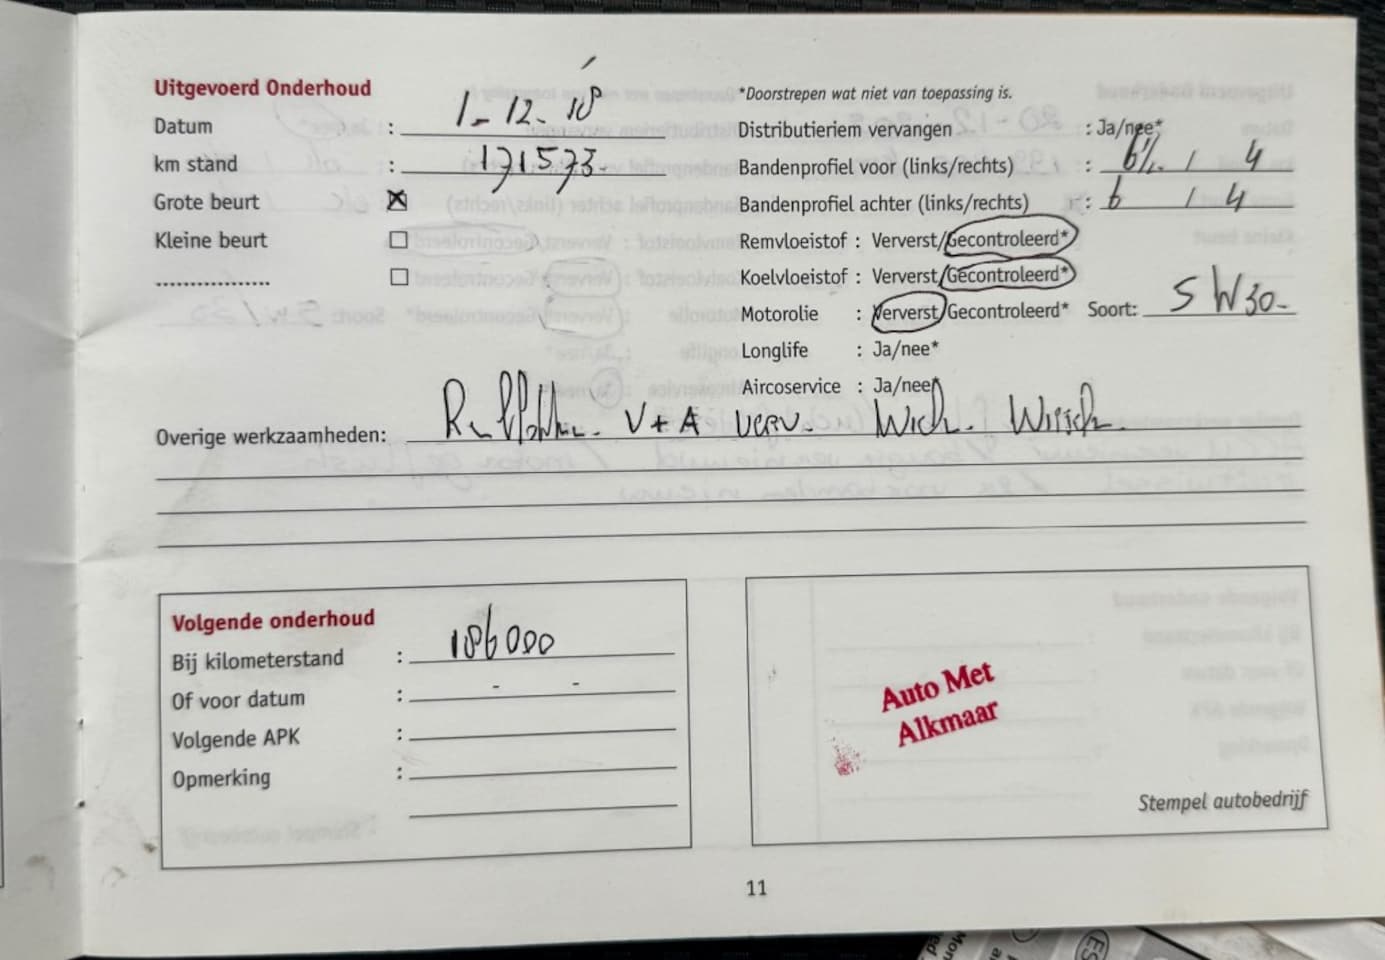 Uitgevoerd Onderhoud
Datum : 1-12-18
km stand : 171573-
Grote beurt
Kleine beurt
....................
*Doorstrepen wat niet van toepassing is.
Distributieriem vervangen : Ja/nee*
Bandenprofiel voor (links/rechts) : 6 / 4
Bandenprofiel achter (links/rechts) : 6 / 4
Remvloeistof : Ververst/Gecontroleerd*
Koelvloeistof : Ververst/Gecontroleerd*
Motorolie : Ververst/Gecontroleerd* Soort: 5W30-
Longlife : Ja/nee*
Aircoservice : Ja/nee*
Overige werkzaamheden: V+A verv.
Volgende onderhoud
Bij kilometerstand : 186000
Of voor datum : - -
Volgende APK :
Opmerking :
Auto Met
Alkmaar
Stempel autobedrijf
11